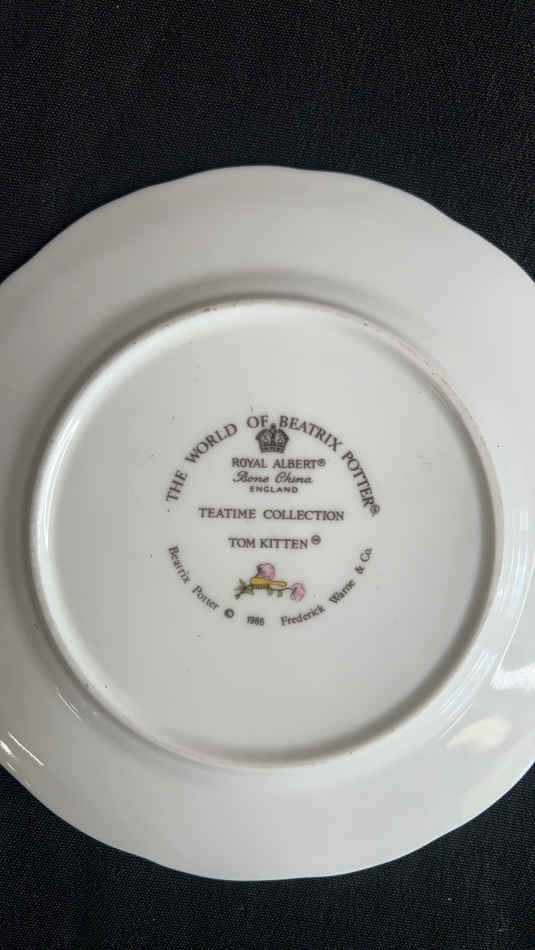 THE WORLD OF BEATRIX POTTER®
ROYAL ALBERT®
Bone China
ENGLAND
TEATIME COLLECTION
TOM KITTEN
Beatrix Potter © 1986 Frederick Warne & Co.